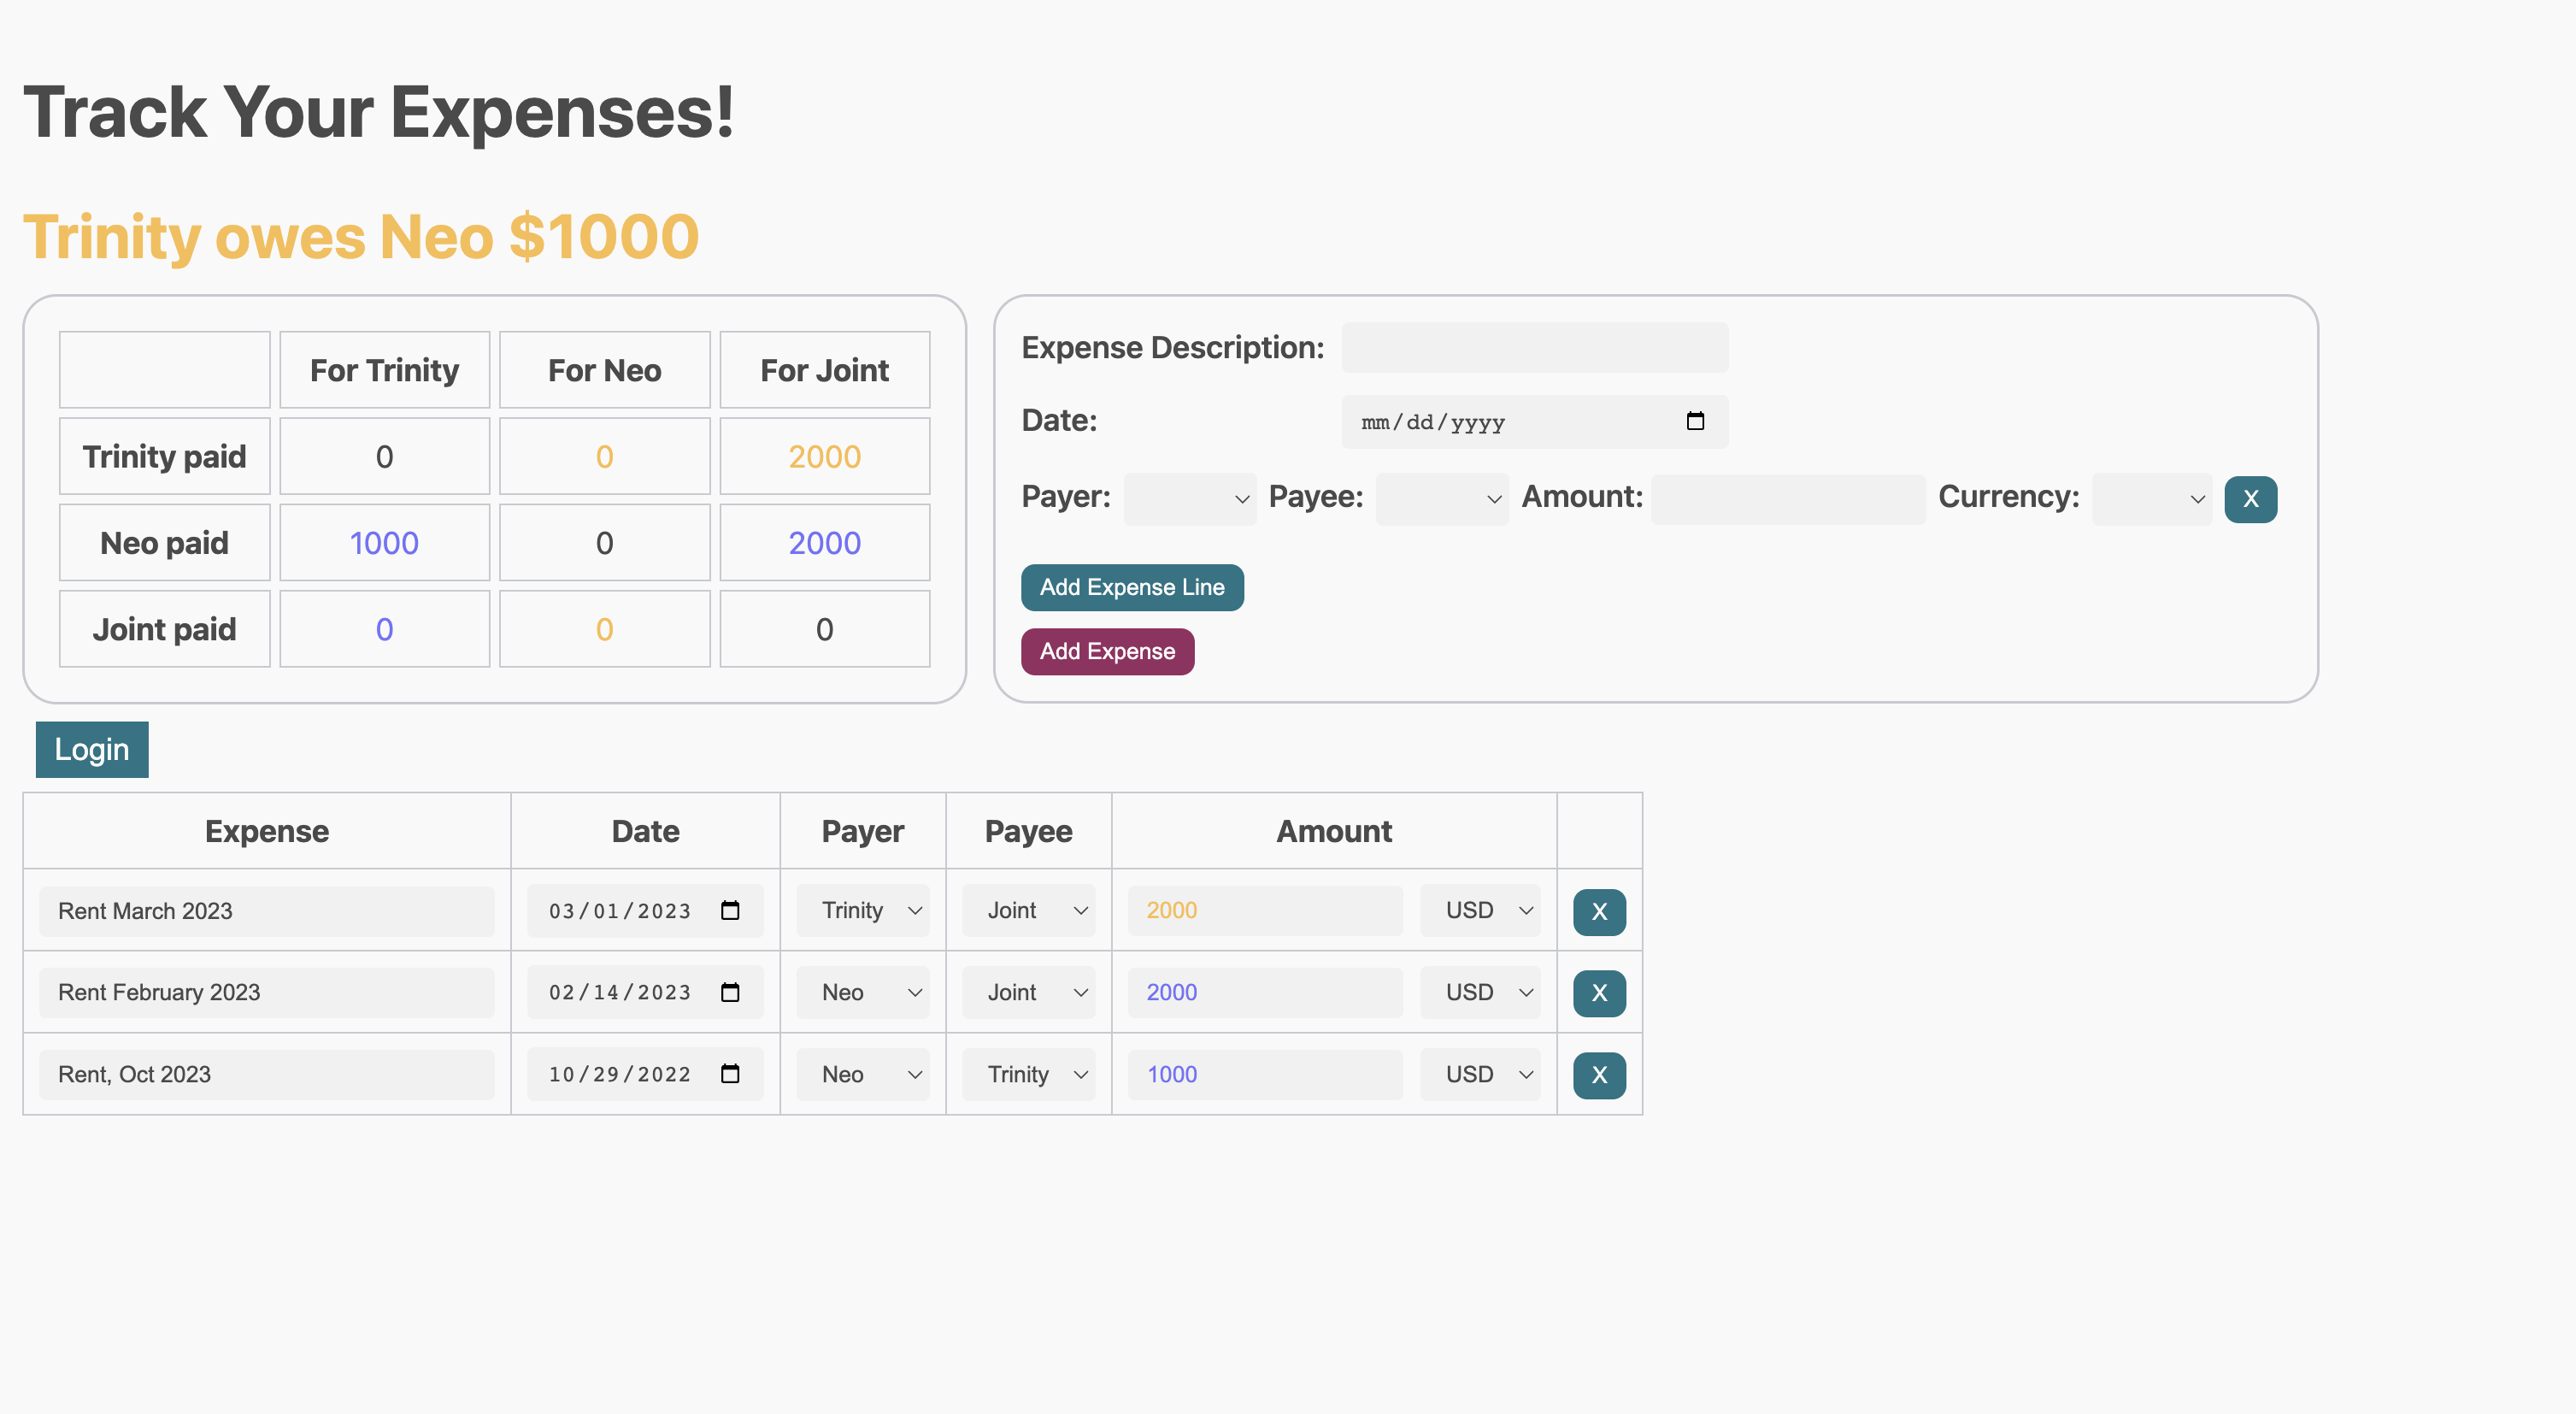 Track Your Expenses!
Trinity owes Neo $1000
For Trinity For Neo For Joint
Trinity paid 0 0 2000
Neo paid 1000 0 2000
Joint paid 0 0 0
Expense Description:
Date: mm/dd/yyyy
Payer: Payee: Amount: Currency: X
Add Expense Line
Add Expense
Login
Expense Date Payer Payee Amount
Rent March 2023 03/01/2023 Trinity Joint 2000 USD X
Rent February 2023 02/14/2023 Neo Joint 2000 USD X
Rent, Oct 2023 10/29/2022 Neo Trinity 1000 USD X